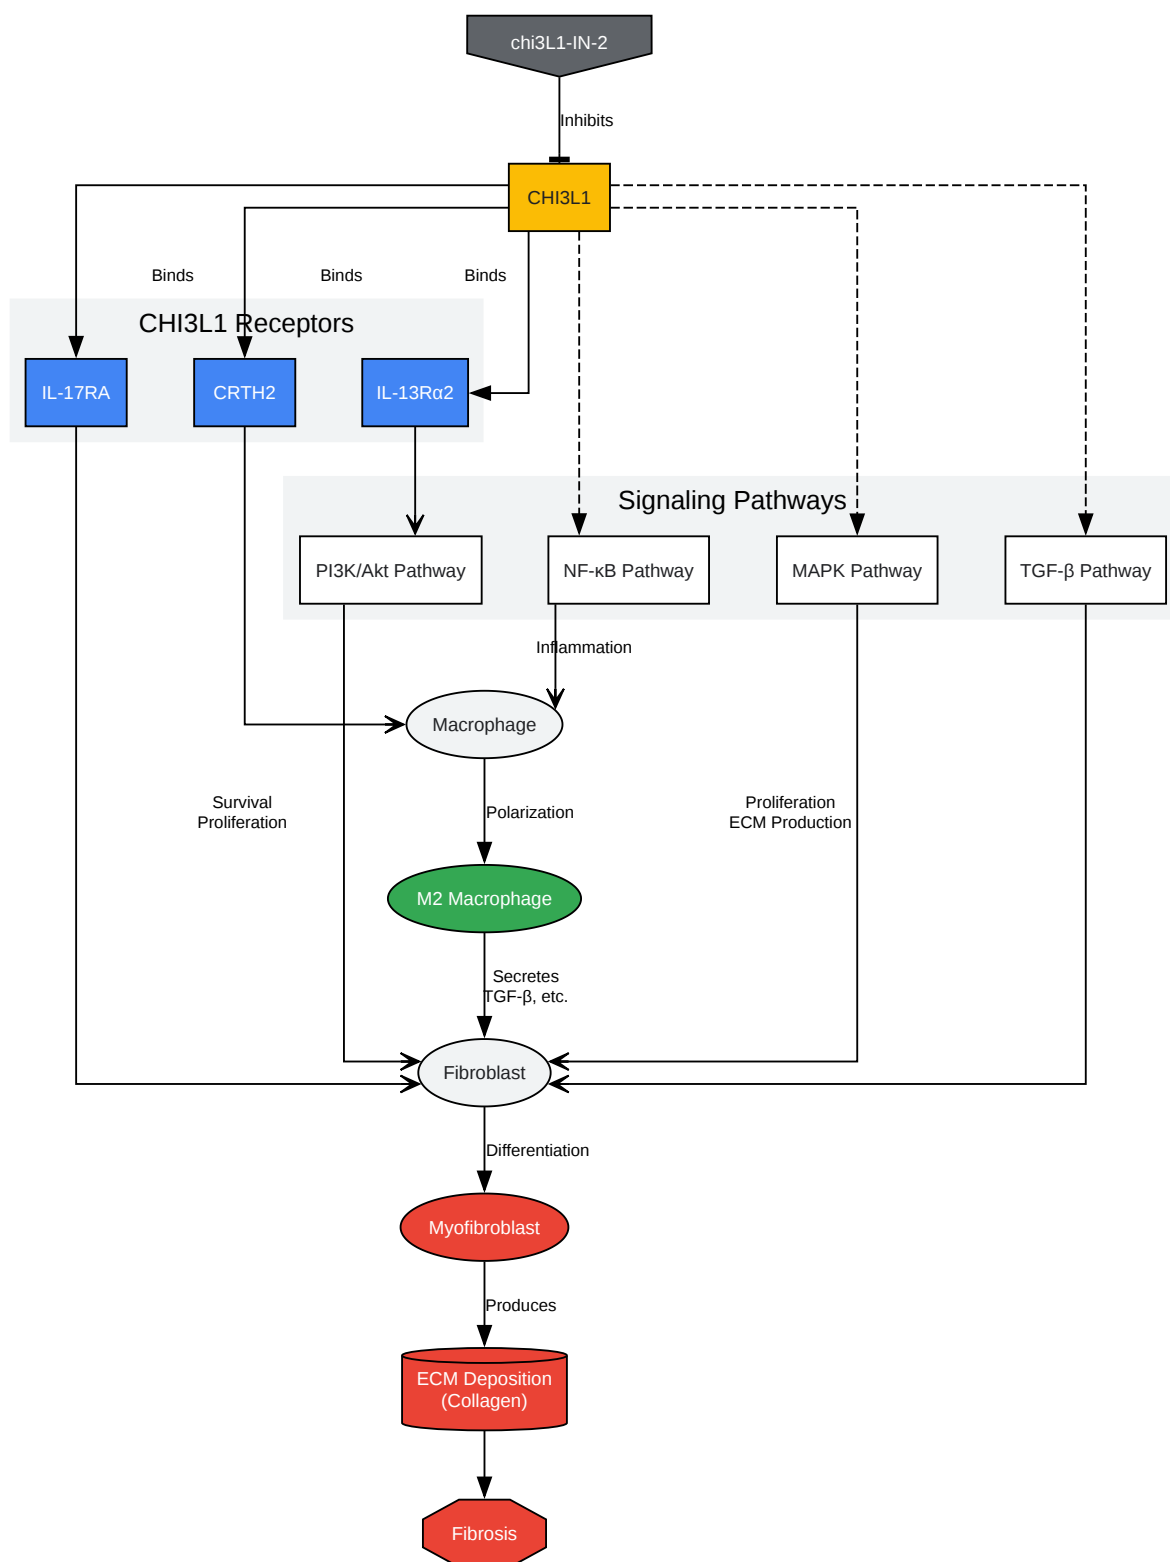 chi3L1-IN-2
Inhibits
CHI3L1
Binds
Binds
Binds
CHI3L1 Receptors
IL-17RA
CRTH2
IL-13Rα2
Signaling Pathways
PI3K/Akt Pathway
NF-κB Pathway
MAPK Pathway
TGF-β Pathway
Inflammation
Macrophage
Survival
Proliferation
Polarization
Proliferation
ECM Production
M2 Macrophage
Secretes
TGF-β, etc.
Fibroblast
Differentiation
Myofibroblast
Produces
ECM Deposition
(Collagen)
Fibrosis